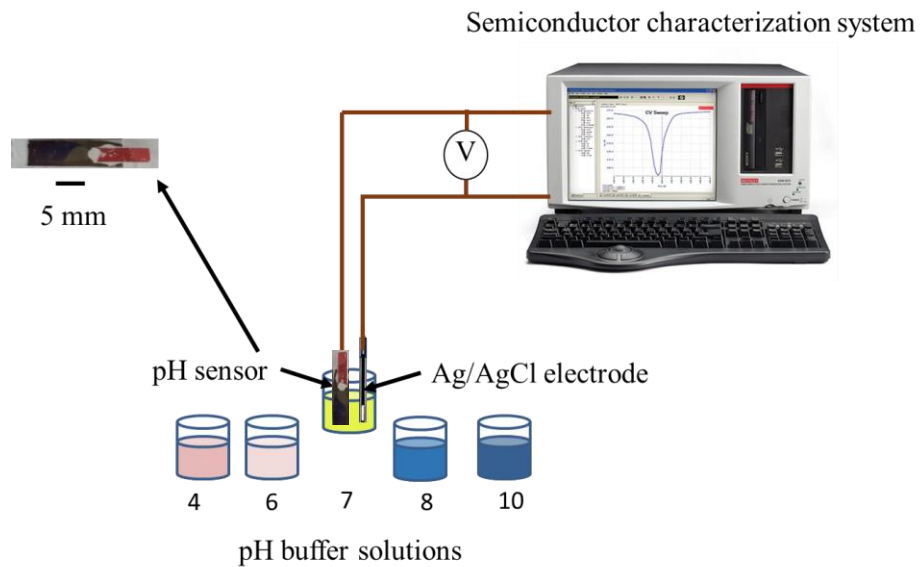 Semiconductor characterization system
CV Sweep
V
5 mm
pH sensor
Ag/AgCl electrode
4 6 7 8 10
pH buffer solutions